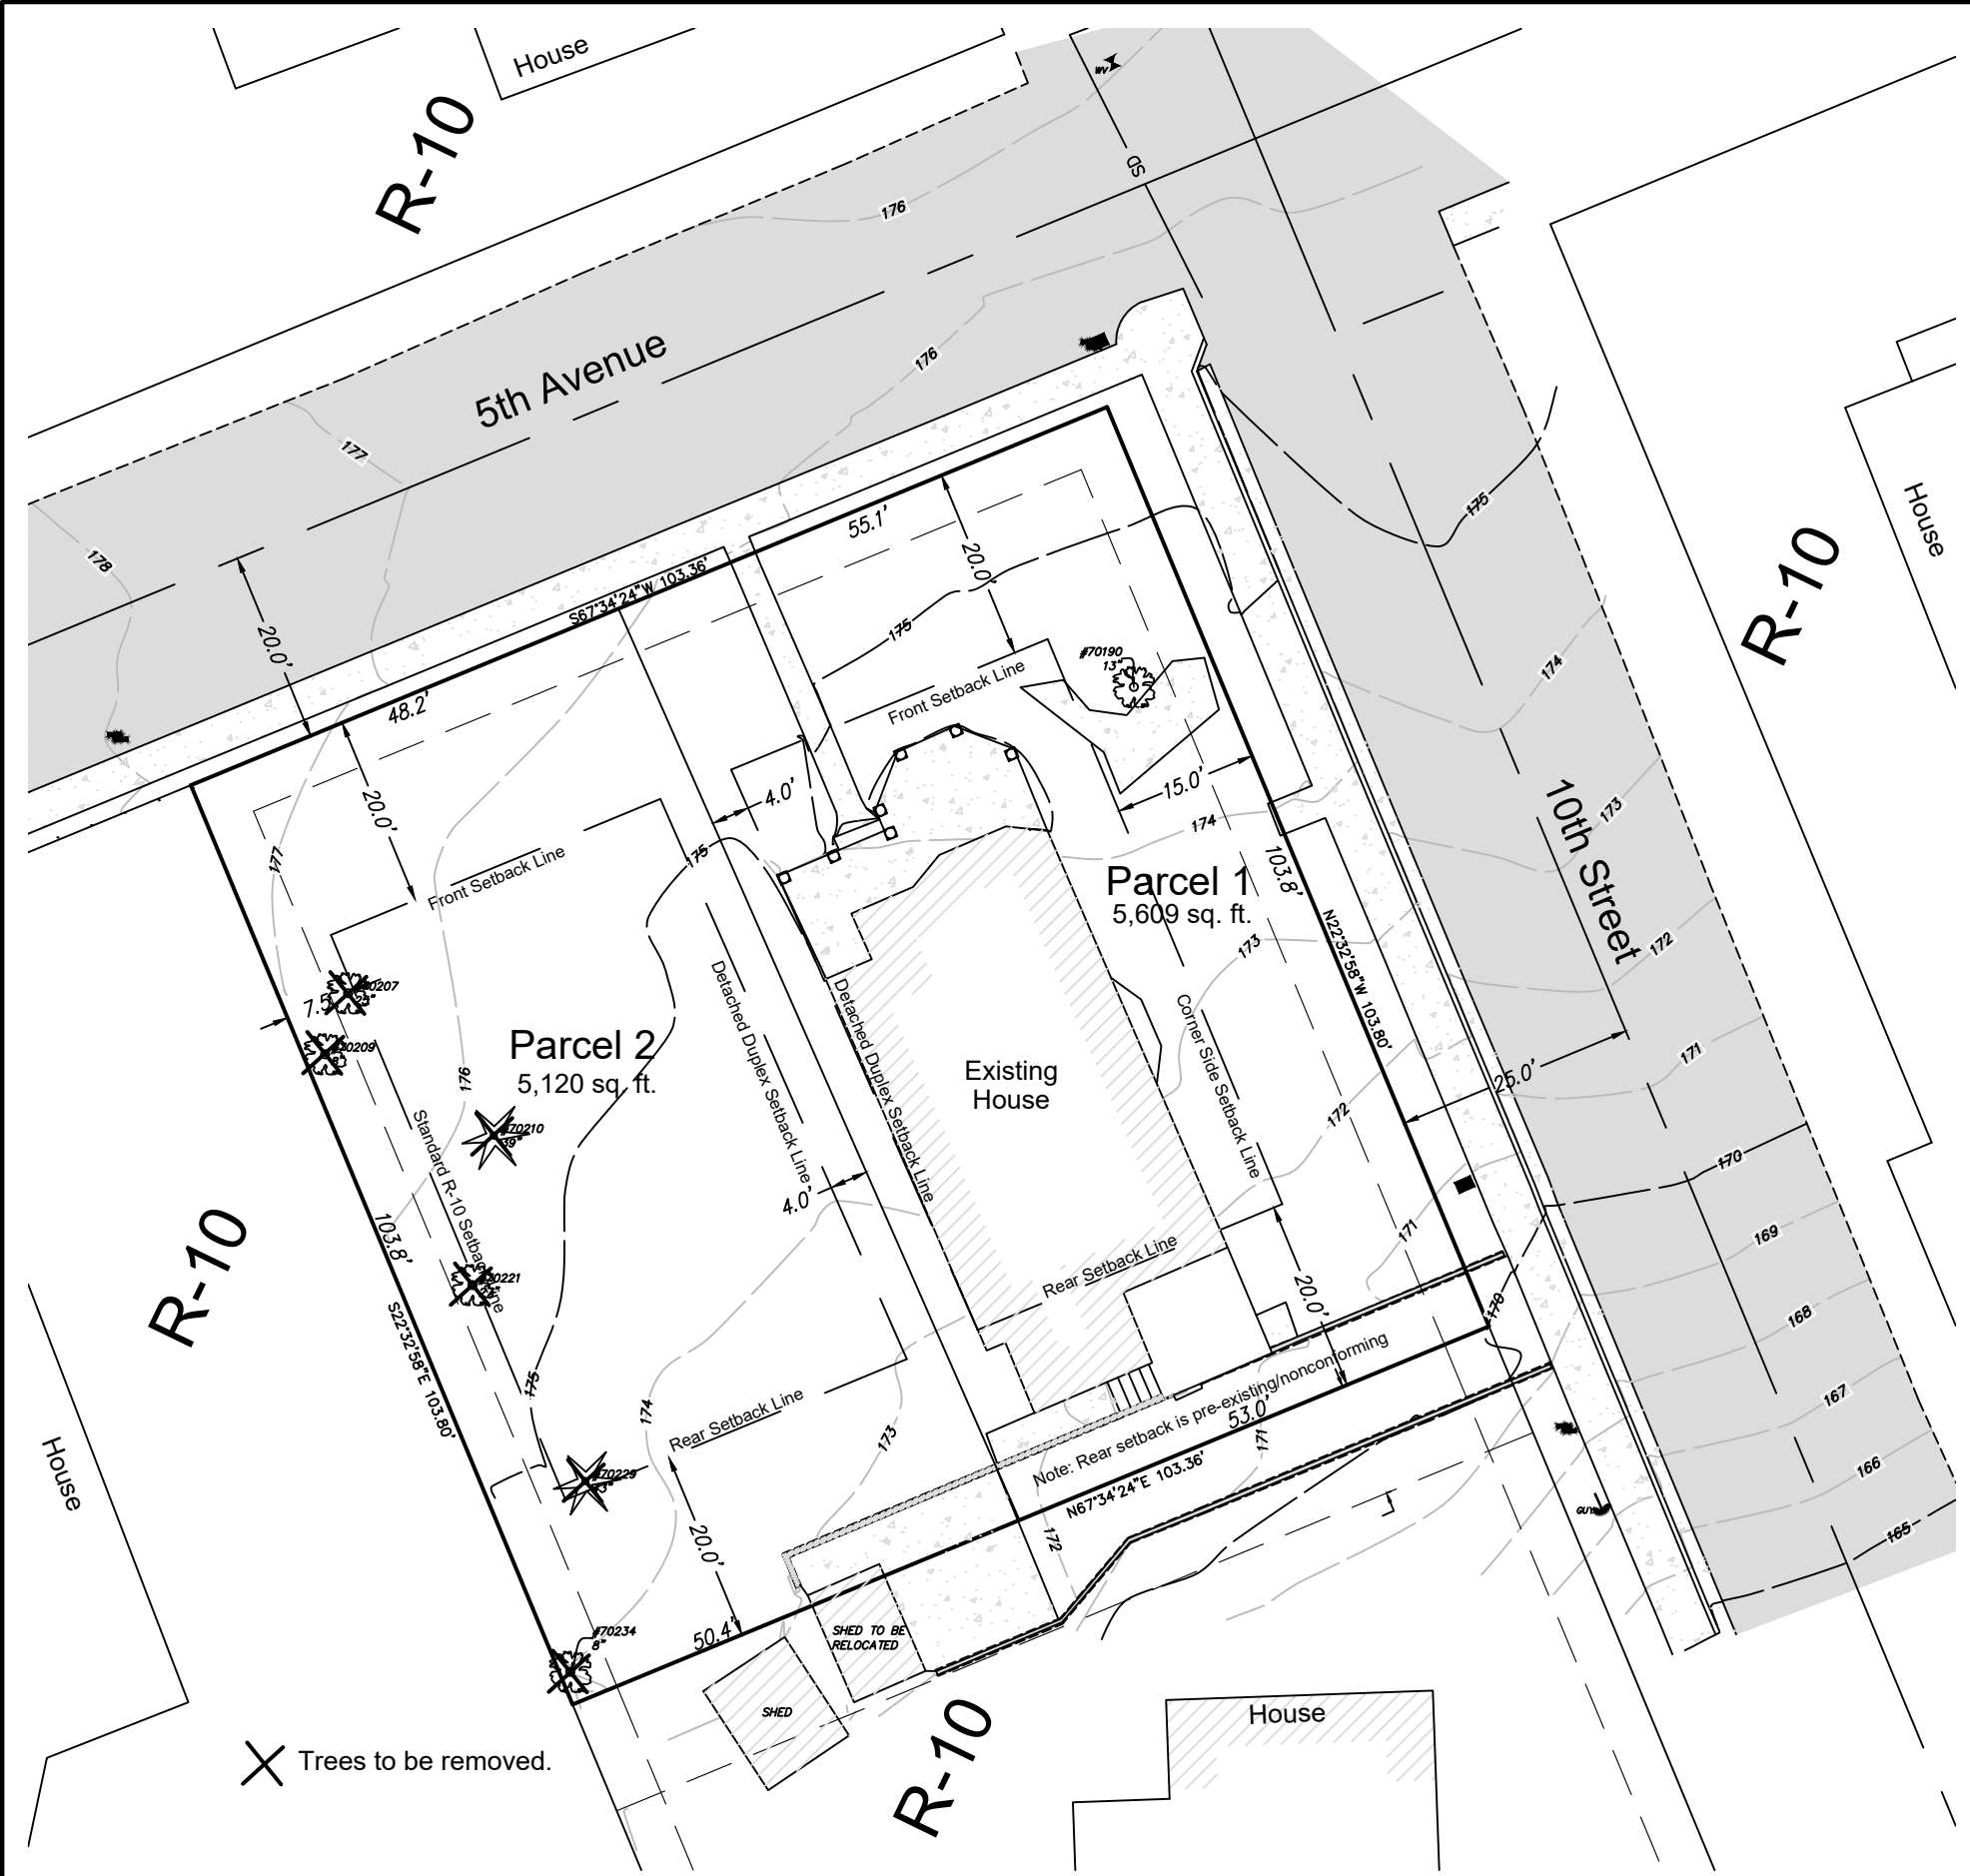 House
R-10
WV
SD
176
5th Avenue
176
177
178
175
55.1'
20.0'
S67°34'24"W 103.36'
20.0'
48.2'
175
#70190
13"
Front Setback Line
174
House
R-10
20.0'
4.0'
15.0'
174
173
10th Street
177
Front Setback Line
175
Parcel 1
5,609 sq. ft.
103.8'
N22°32'58"W 103.80'
173
172
7.5
Parcel 2
5,120 sq. ft.
176
Detached Duplex Setback Line
Detached Duplex Setback Line
Existing
House
Corner Side Setback Line
172
25.0'
171
170
#70210
39"
Standard R-10 Setback Line
4.0'
103.8'
R-10
S22°32'58"E 103.80'
Rear Setback Line
171
20.0'
170
169
168
167
166
165
175
174
Rear Setback Line
173
Note: Rear setback is pre-existing/nonconforming
53.0'
171
N67°34'24"E 103.36'
172
GUY
House
20.0'
50.4'
#70234
8"
SHED TO BE
RELOCATED
SHED
R-10
House
Trees to be removed.